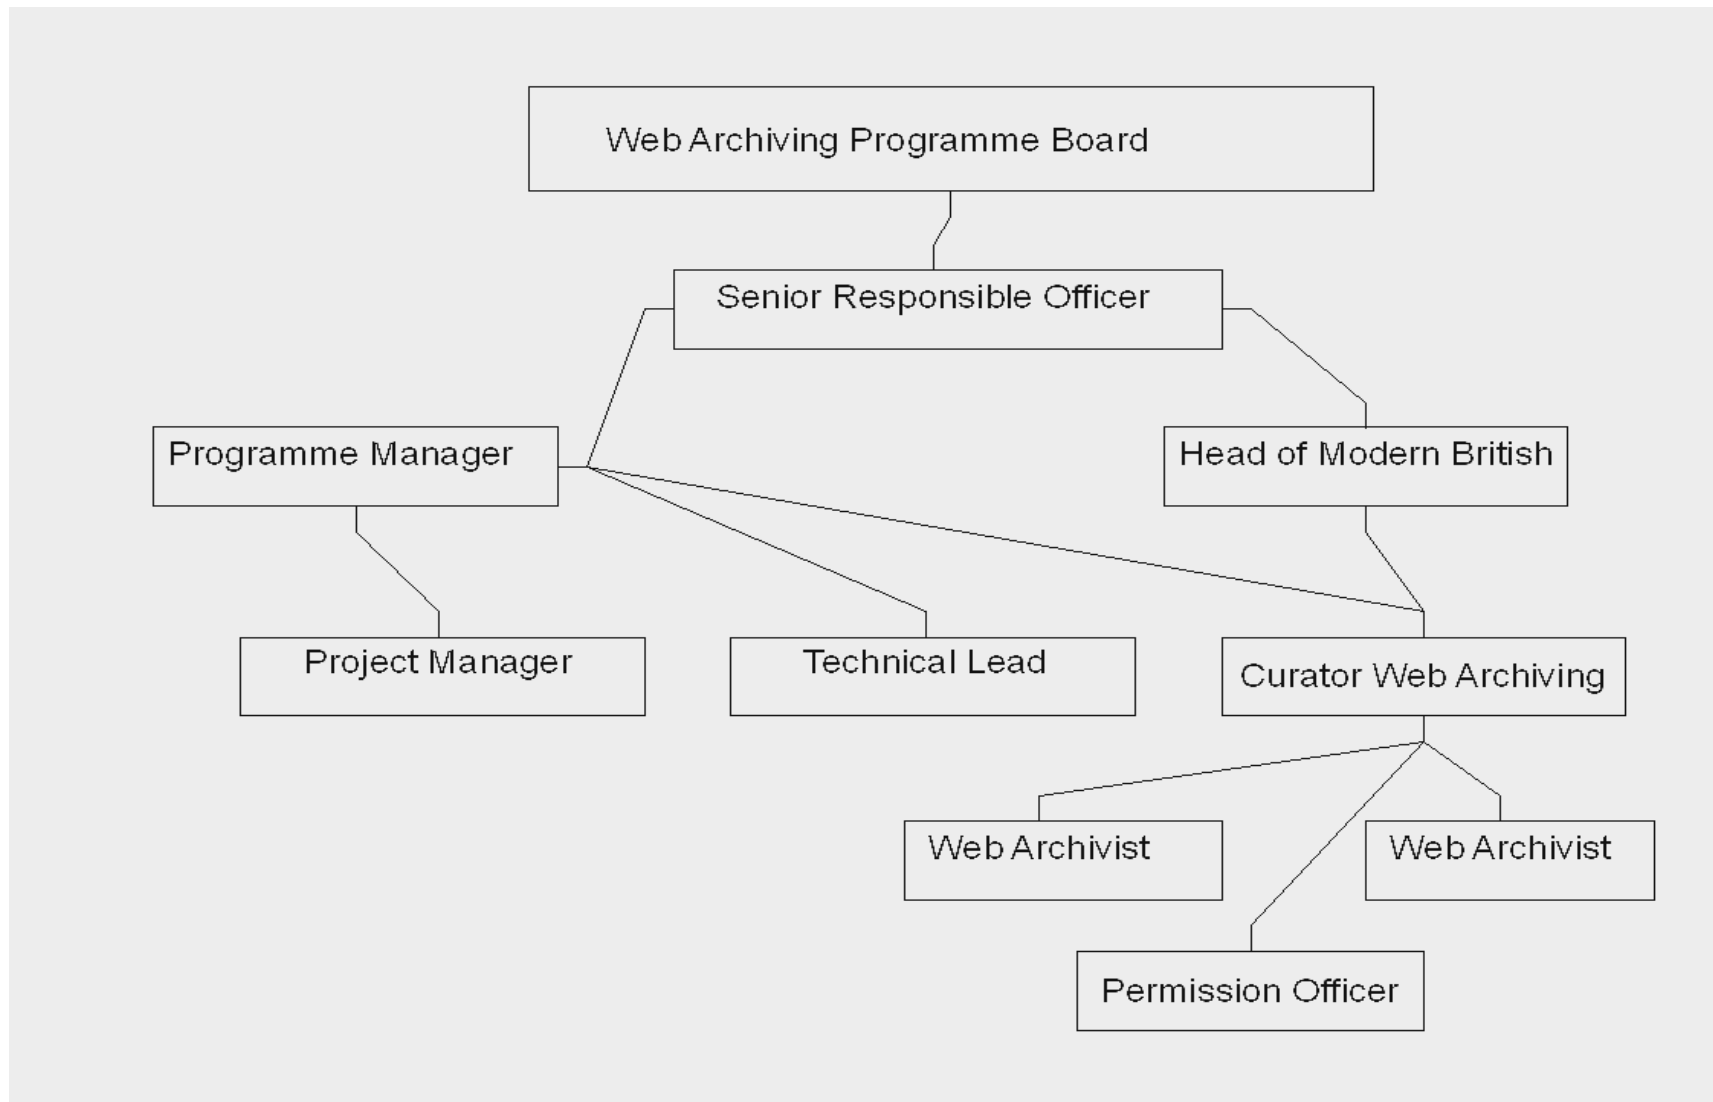 Web Archiving Programme Board
Senior Responsible Officer
Programme Manager
Head of Modern British
Project Manager
Technical Lead
Curator Web Archiving
Web Archivist
Web Archivist
Permission Officer